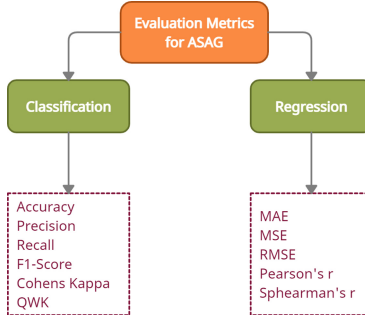 Evaluation Metrics
for ASAG
Classification
Regression
Accuracy
Precision
Recall
F1-Score
Cohens Kappa
QWK
MAE
MSE
RMSE
Pearson's r
Sphearman's r